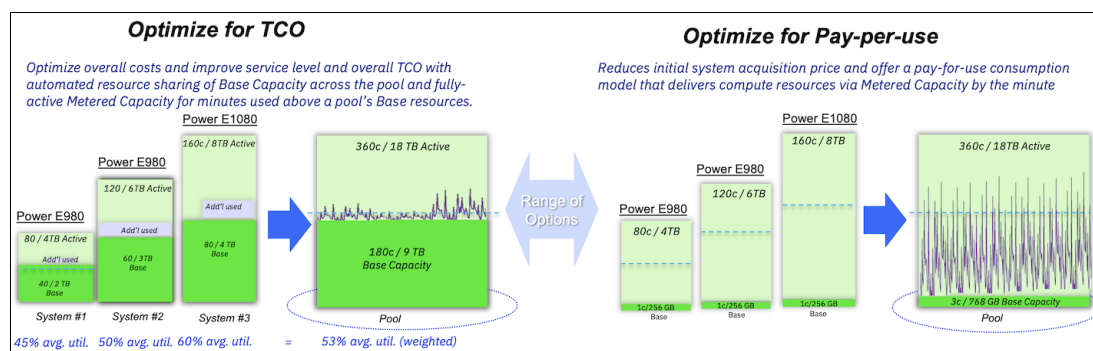 Optimize for TCO
Optimize overall costs and improve service level and overall TCO with
automated resource sharing of Base Capacity across the pool and fully-
active Metered Capacity for minutes used above a pool's Base resources.
Power E980
80 / 4TB Active
Add'l used
40 / 2 TB
Base
System #1
45% avg. util.
Power E980
120 / 6TB Active
Add'l used
60 / 3TB
Base
System #2
50% avg. util.
Power E1080
160c / 8TB Active
Add'l used
80 / 4 TB
Base
System #3
60% avg. util.
=
360c / 18 TB Active
180c / 9 TB
Base Capacity
Pool
53% avg. util. (weighted)
Range of
Options
Optimize for Pay-per-use
Reduces initial system acquisition price and offer a pay-for-use consumption
model that delivers compute resources via Metered Capacity by the minute
Power E980
80c / 4TB
1c/256 GB
Base
Power E980
120c / 6TB
1c/256 GB
Base
Power E1080
160c / 8TB
1c/256 GB
Base
360c / 18TB Active
3c / 768 GB Base Capacity
Pool